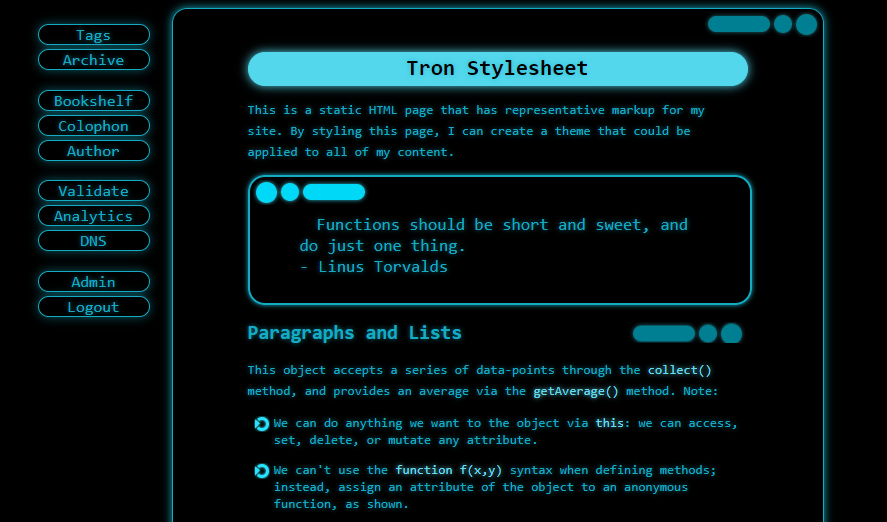 Tags
Archive
Bookshelf
Colophon
Author
Validate
Analytics
DNS
Admin
Logout
Tron Stylesheet
This is a static HTML page that has representative markup for my
site. By styling this page, I can create a theme that could be
applied to all of my content.
Functions should be short and sweet, and
do just one thing.
- Linus Torvalds
Paragraphs and Lists
This object accepts a series of data-points through the collect()
method, and provides an average via the getAverage() method. Note:
We can do anything we want to the object via this: we can access,
set, delete, or mutate any attribute.
We can't use the function f(x,y) syntax when defining methods;
instead, assign an attribute of the object to an anonymous
function, as shown.